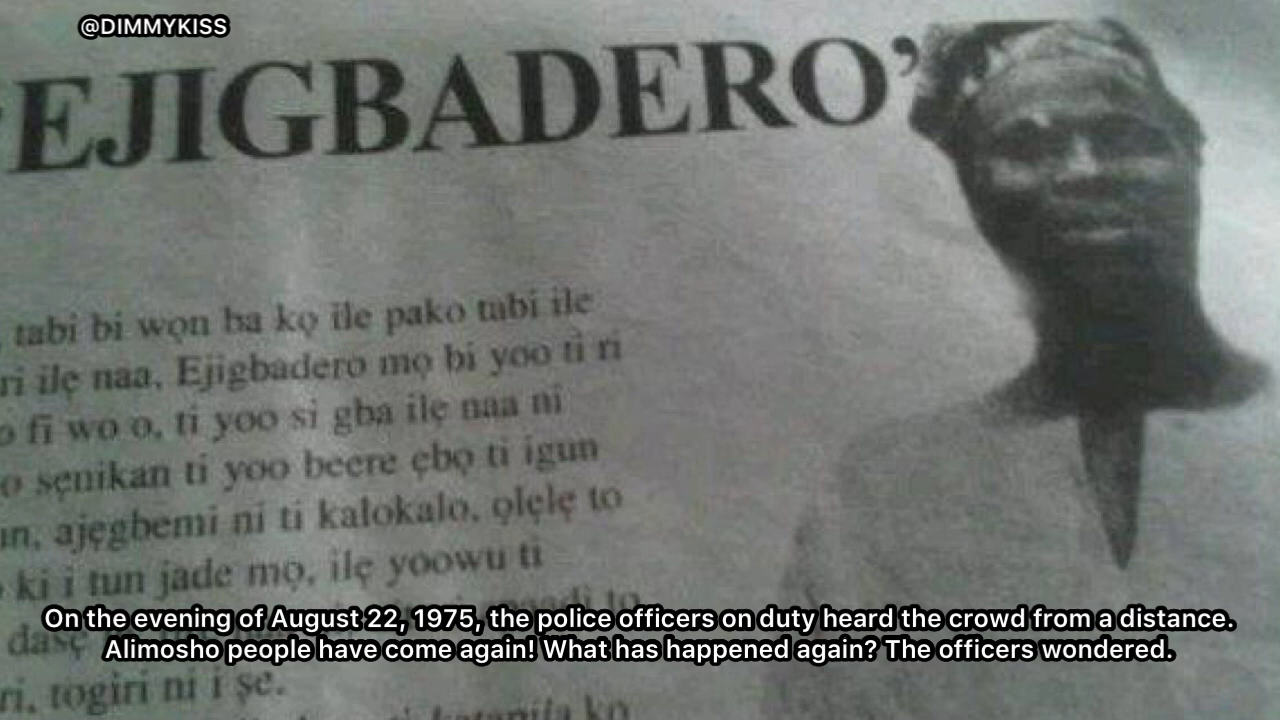 @DIMMYKISS
'EJIGBADERO'
, tabi bi wọn ba kọ ile pako tabi ile
ri ilẹ naa, Ejigbadero mọ bi yoo ti ri
o fi wo o, ti yoo si gba ilẹ naa ni
o sẹnikan ti yoo beere ẹbọ ti igun
un, ajẹgbemi ni ti kalokalo, ọlẹlẹ to
ki i tun jade mọ, ilẹ yoowu ti
dasẹ
On the evening of August 22, 1975, the police officers on duty heard the crowd from a distance.
Alimosho people have come again! What has happened again? The officers wondered.
ri, togiri ni i ṣe.
katapila ko